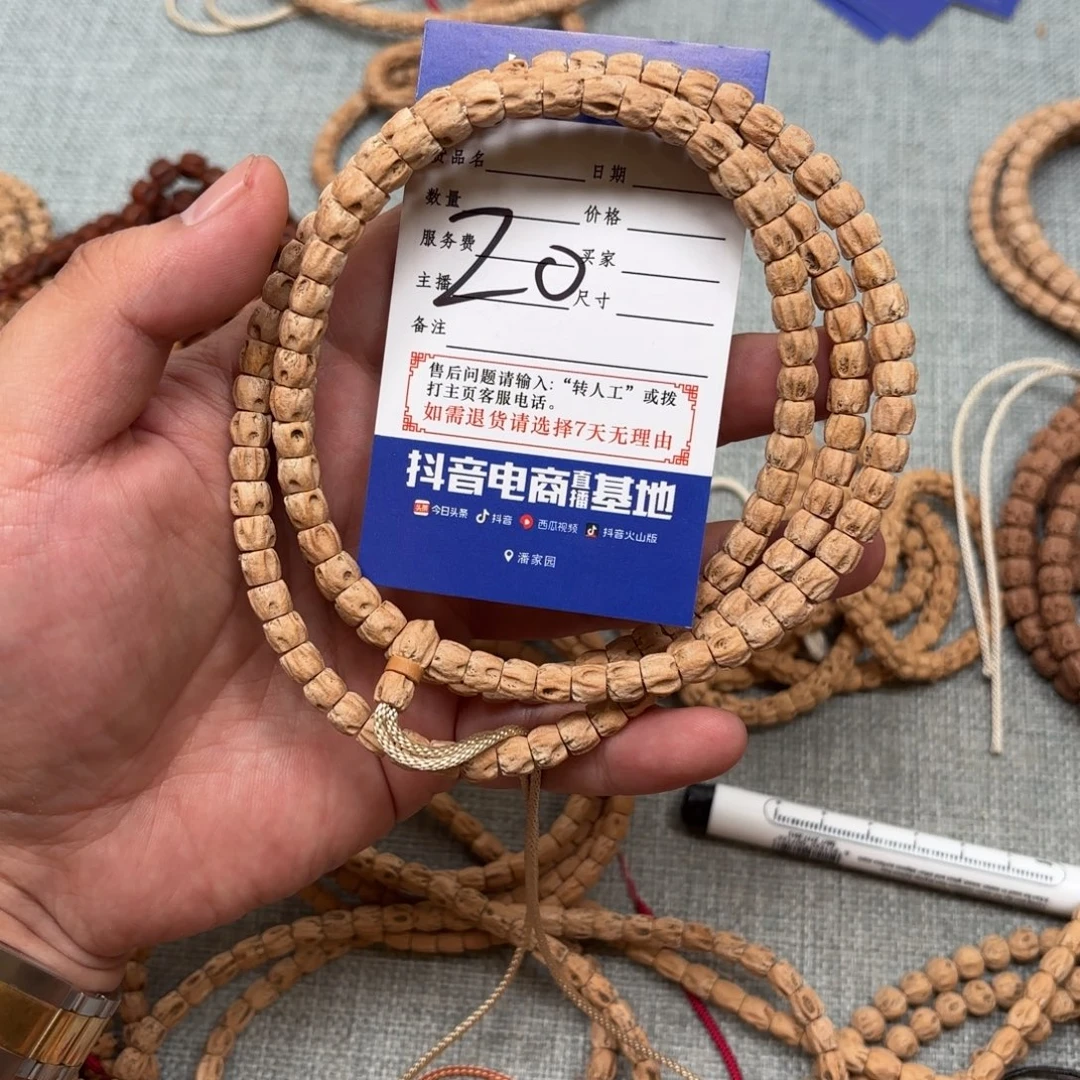 货品名 日期
数量 价格
服务费 买家
20
主播 尺寸
备注
售后问题请输入：“转人工”或拨
打主页客服电话。
如需退货请选择7天无理由
抖音电商直播基地
头条 今日头条 抖音 西瓜视频 抖音火山版
潘家园